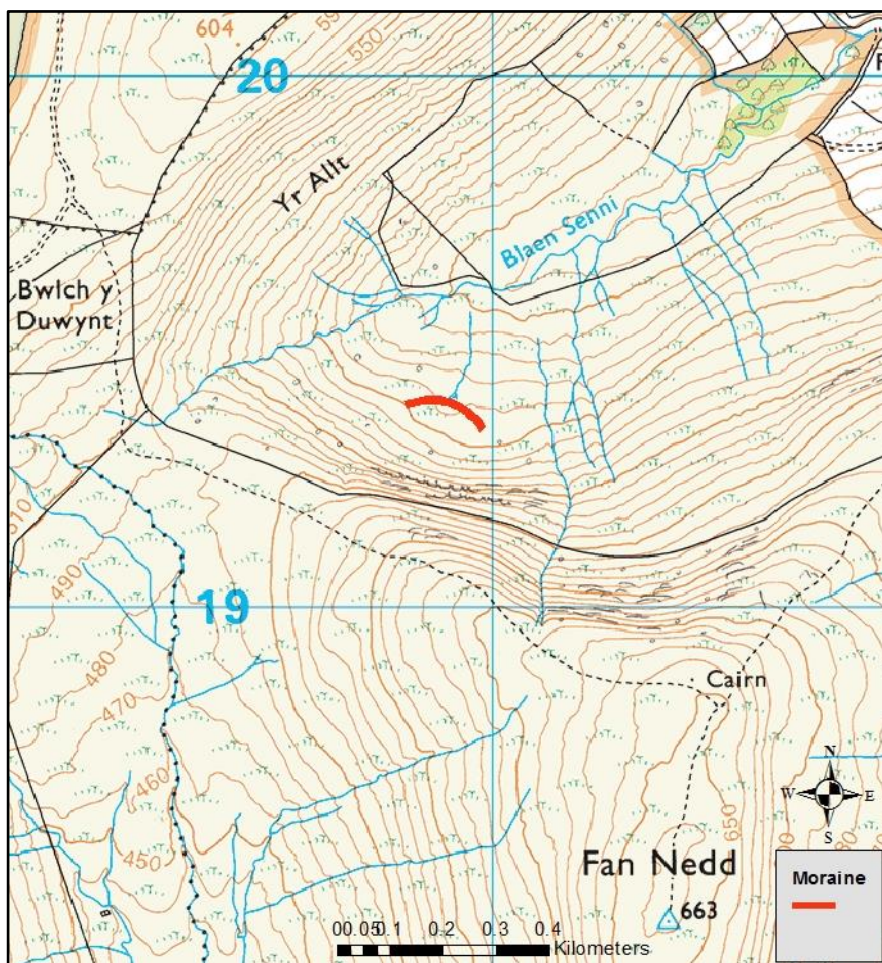 604
550
20
Yr Allt
Blaen Senni
Bwlch y
Duwynt
490
19
480
470
Cairn
460
450
650
Fan Nedd
663
N
W E
S
Moraine
00.050.1 0.2 0.3 0.4
Kilometers